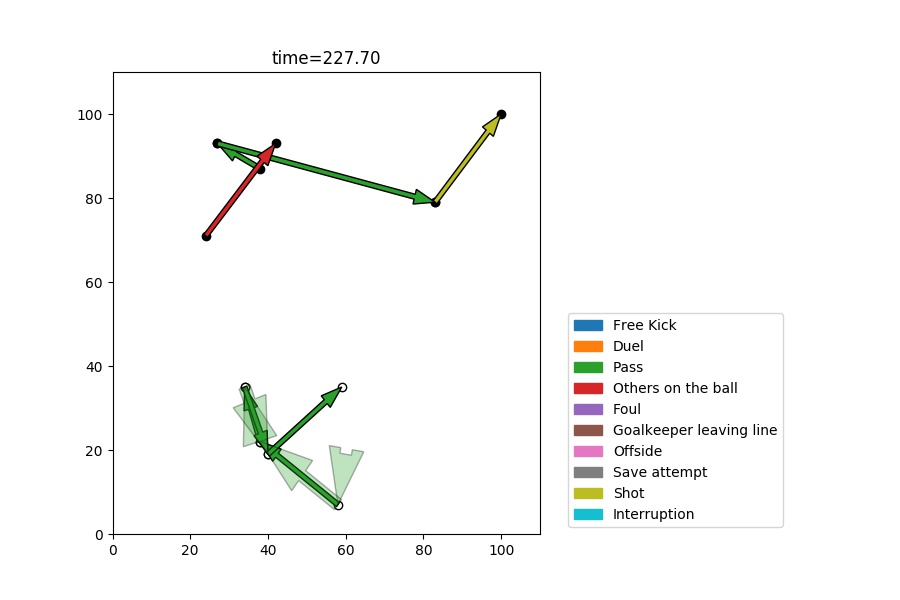 time=227.70
100
80
60
40
20
0
0 20 40 60 80 100
Free Kick
Duel
Pass
Others on the ball
Foul
Goalkeeper leaving line
Offside
Save attempt
Shot
Interruption